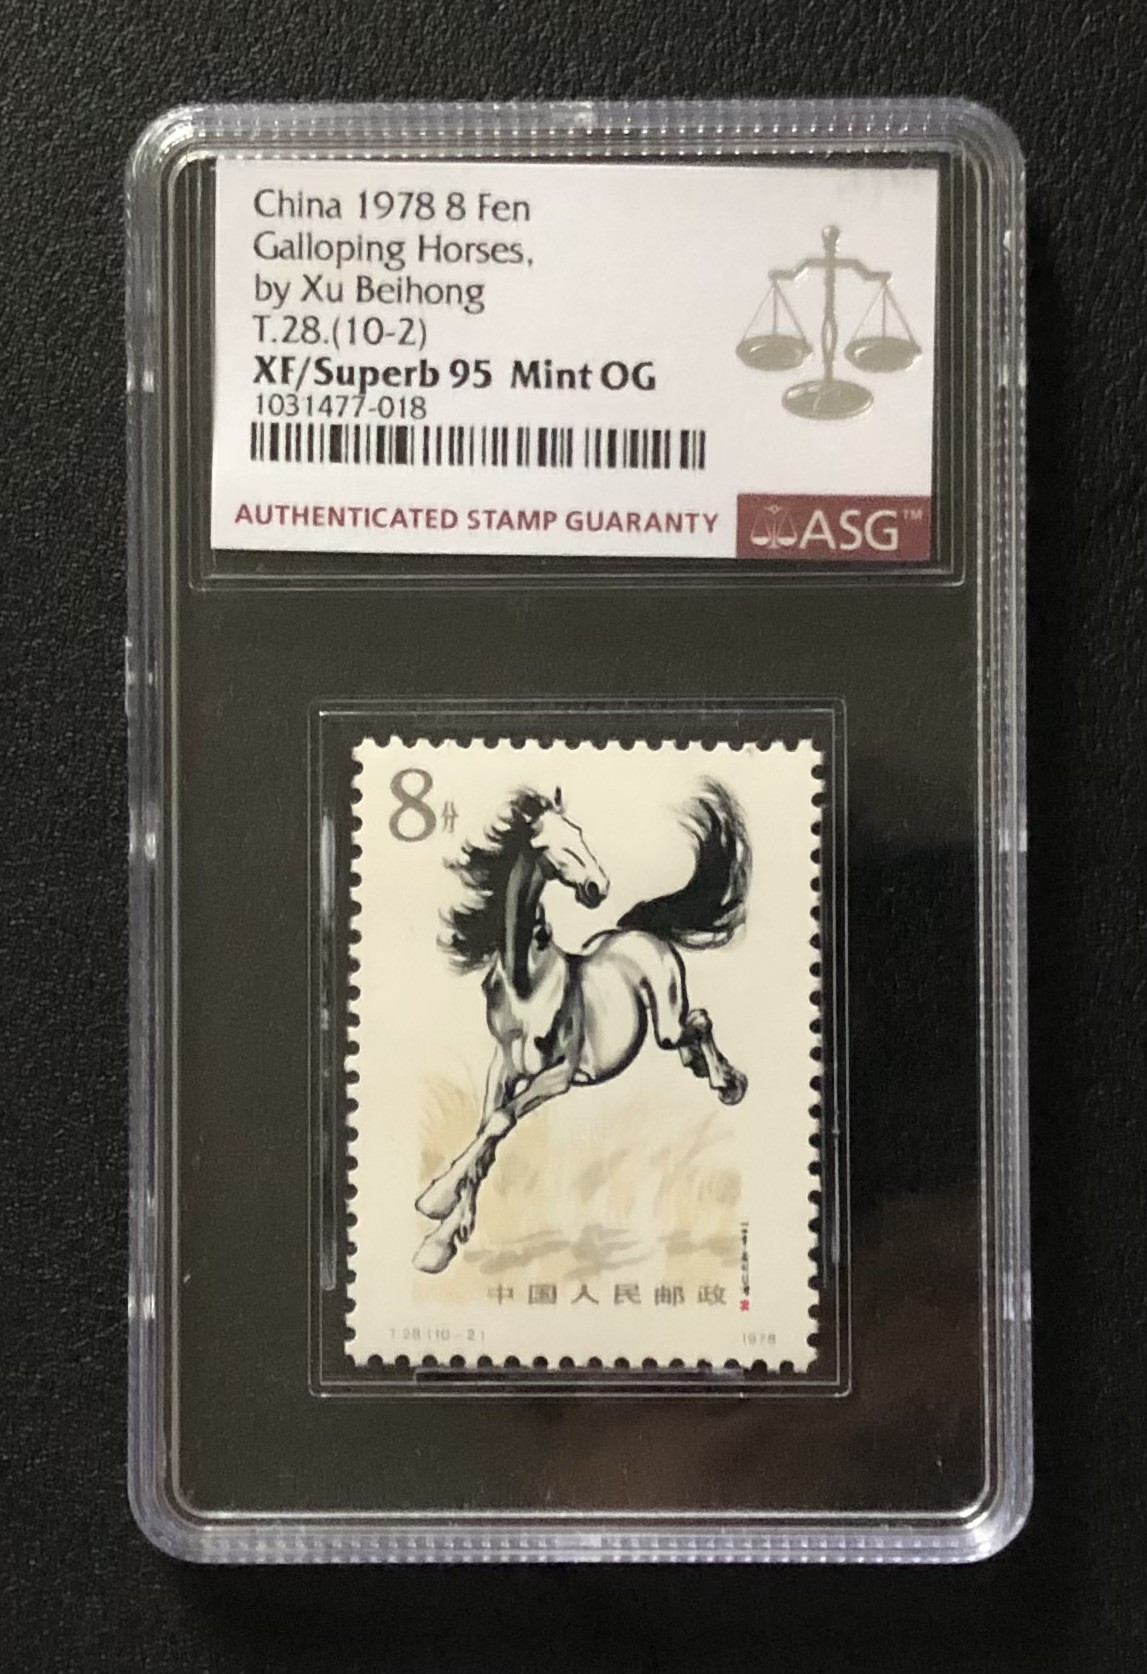 China 1978 8 Fen
Galloping Horses,
by Xu Beihong
T.28.(10-2)
XF/Superb 95 Mint OG
1031477-018
AUTHENTICATED STAMP GUARANTY
ASG™
8分
中国人民邮政
T.28.(10-2)
1978